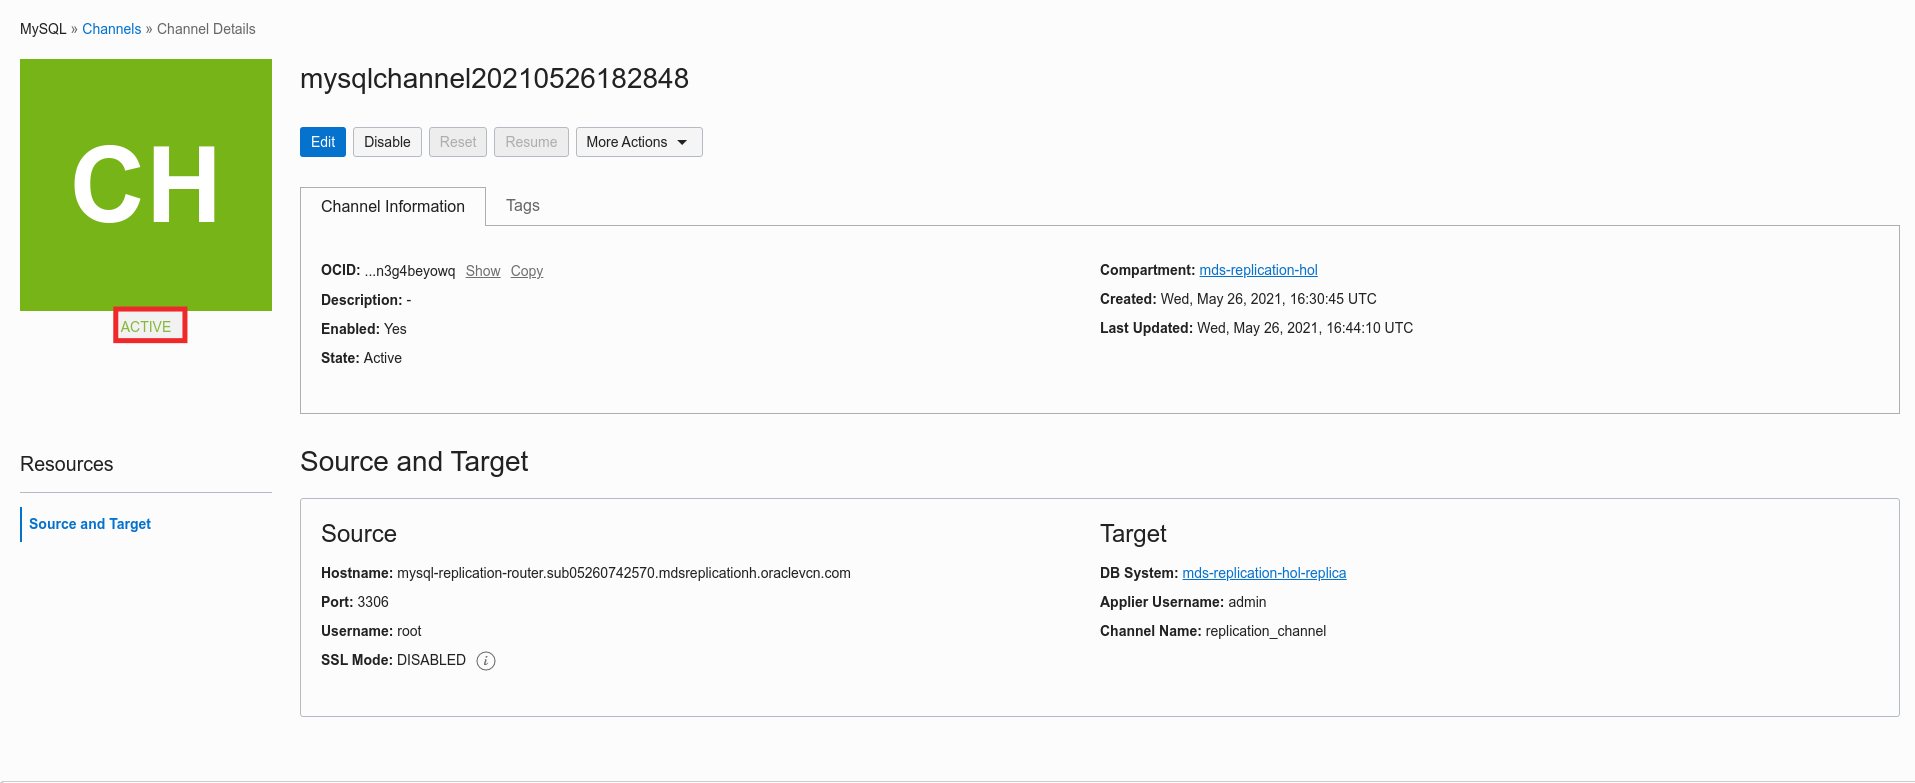 MySQL » Channels » Channel Details
CH
ACTIVE
mysqlchannel20210526182848
Edit Disable Reset Resume More Actions
Channel Information Tags
OCID: ...n3g4beyowq Show Copy
Description: -
Enabled: Yes
State: Active
Compartment: mds-replication-hol
Created: Wed, May 26, 2021, 16:30:45 UTC
Last Updated: Wed, May 26, 2021, 16:44:10 UTC
Resources
Source and Target
Source and Target
Source
Hostname: mysql-replication-router.sub05260742570.mdsreplicationh.oraclevcn.com
Port: 3306
Username: root
SSL Mode: DISABLED i
Target
DB System: mds-replication-hol-replica
Applier Username: admin
Channel Name: replication_channel